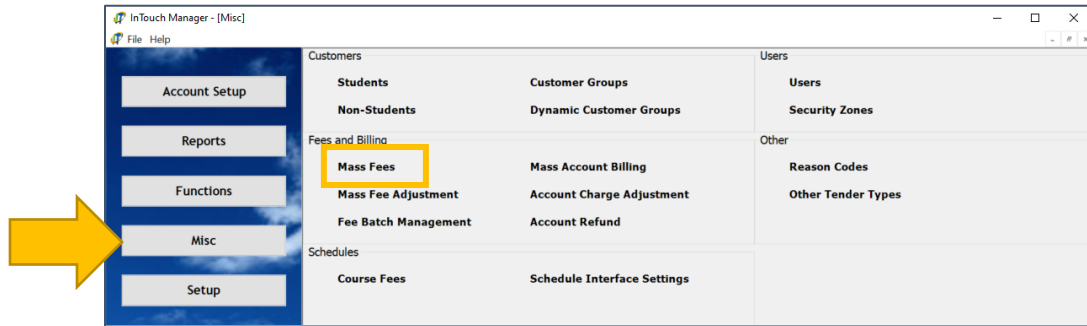 InTouch Manager - [Misc]
File Help
Account Setup
Reports
Functions
Misc
Setup
Customers
Students Customer Groups
Non-Students Dynamic Customer Groups
Users
Users
Security Zones
Fees and Billing
Mass Fees Mass Account Billing
Mass Fee Adjustment Account Charge Adjustment
Fee Batch Management Account Refund
Other
Reason Codes
Other Tender Types
Schedules
Course Fees Schedule Interface Settings